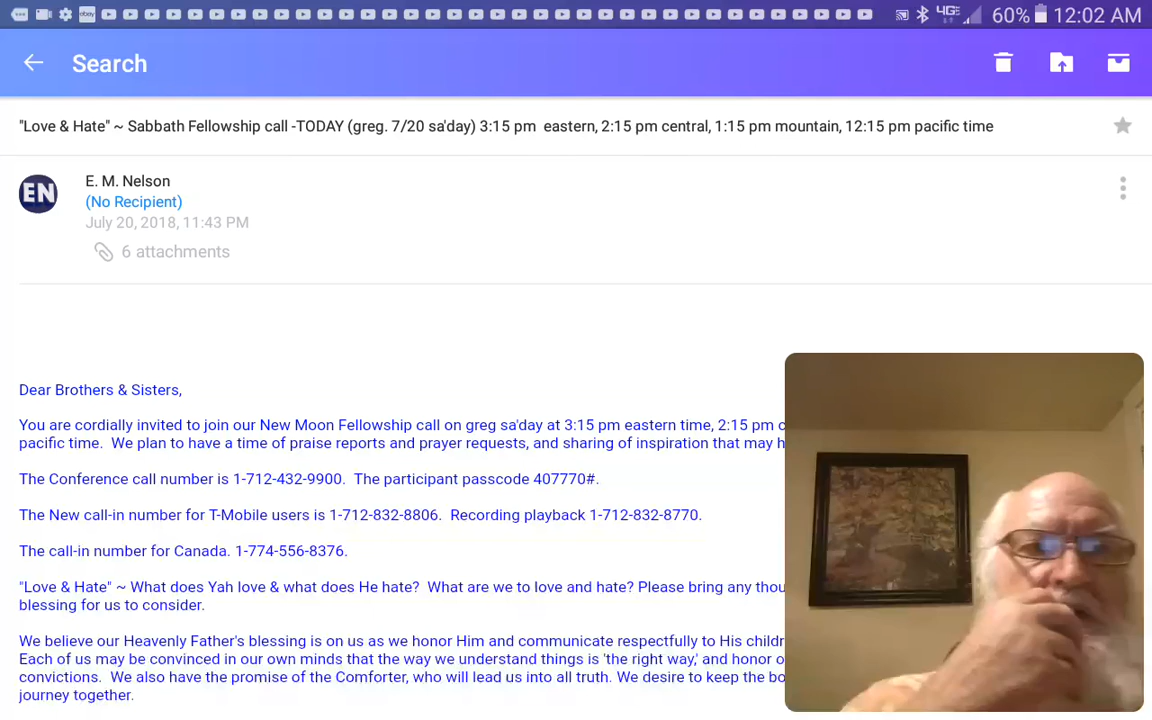 ebay 4G 60% 12:02 AM
Search
"Love & Hate" ~ Sabbath Fellowship call -TODAY (greg. 7/20 sa'day) 3:15 pm  eastern, 2:15 pm central, 1:15 pm mountain, 12:15 pm pacific time
EN
E. M. Nelson
(No Recipient)
July 20, 2018, 11:43 PM
6 attachments
Dear Brothers & Sisters,
You are cordially invited to join our New Moon Fellowship call on greg sa'day at 3:15 pm eastern time, 2:15 pm
pacific time.  We plan to have a time of praise reports and prayer requests, and sharing of inspiration that may
The Conference call number is 1-712-432-9900.  The participant passcode 407770#.
The New call-in number for T-Mobile users is 1-712-832-8806.  Recording playback 1-712-832-8770.
The call-in number for Canada. 1-774-556-8376.
"Love & Hate" ~ What does Yah love & what does He hate?  What are we to love and hate? Please bring any
blessing for us to consider.
We believe our Heavenly Father's blessing is on us as we honor Him and communicate respectfully to His
Each of us may be convinced in our own minds that the way we understand things is 'the right way,' and honor
convictions.  We also have the promise of the Comforter, who will lead us into all truth. We desire to keep the
journey together.